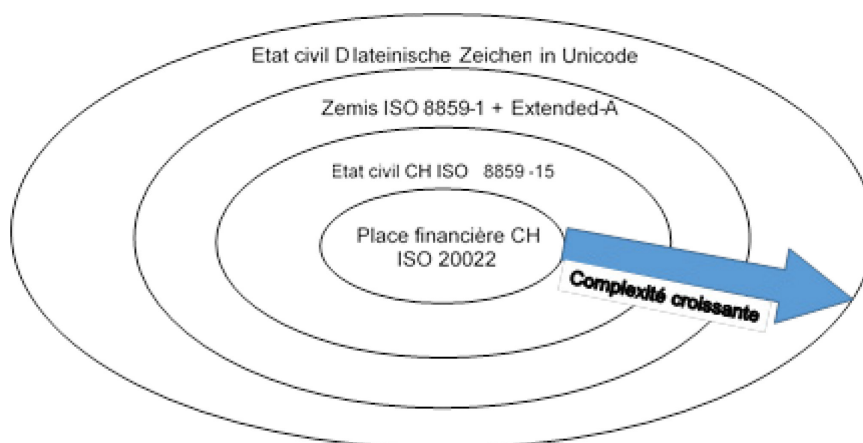 Etat civil D lateinische Zeichen in Unicode
Zemis ISO 8859-1 + Extended-A
Etat civil CH ISO 8859-15
Place financière CH
ISO 20022
Complexité croissante